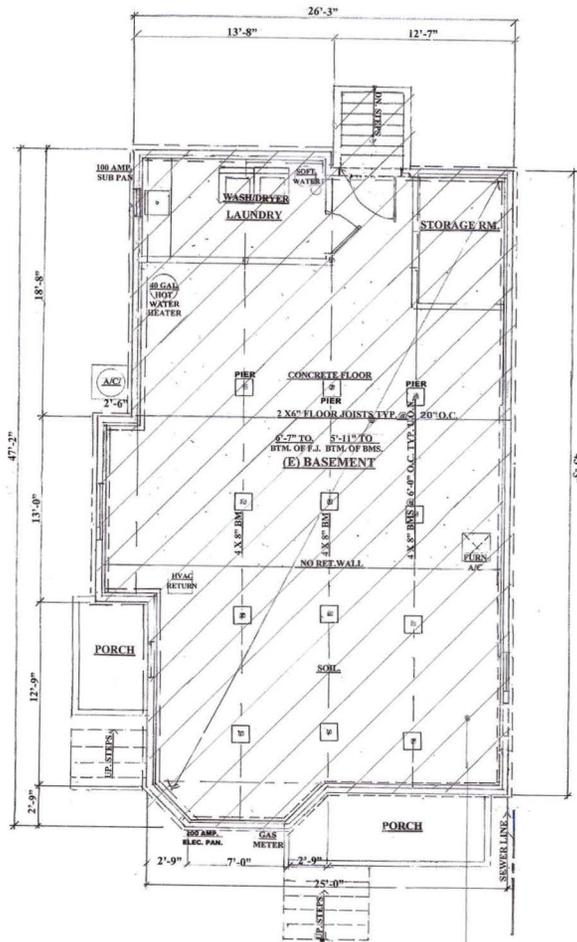 26'-3"
13'-8"
12'-7"
DN. STEPS
100 AMP.
SUB PAN
SOFT
WATER
WASH/DRYER
LAUNDRY
STORAGE RM.
18'-8"
40 GAL.
HOT
WATER
HEATER
A/C/
2'-6"
47'-2"
PIER
CONCRETE FLOOR
PIER
PIER
2 X6" FLOOR JOISTS TYP.@ 20"O.C.
6'-7" TO. 5'-11" TO
BTM. OF F.J. BTM. OF BMS.
(E) BASEMENT
13'-0"
4 X 8" BM
4 X 8" BM
4 X 8" BMS @ 6'-0" O.C. TYP. U.O.N.
FURN
A/C
NO RET.WALL
HVAC
RETURN
12'-9"
PORCH
SOIL.
UP. STEPS
2'-9"
200 AMP.
ELEC. PAN.
GAS
METER
PORCH
SEWER LINE
2'-9"
7'-0"
2'-9"
25'-0"
UP. STEPS